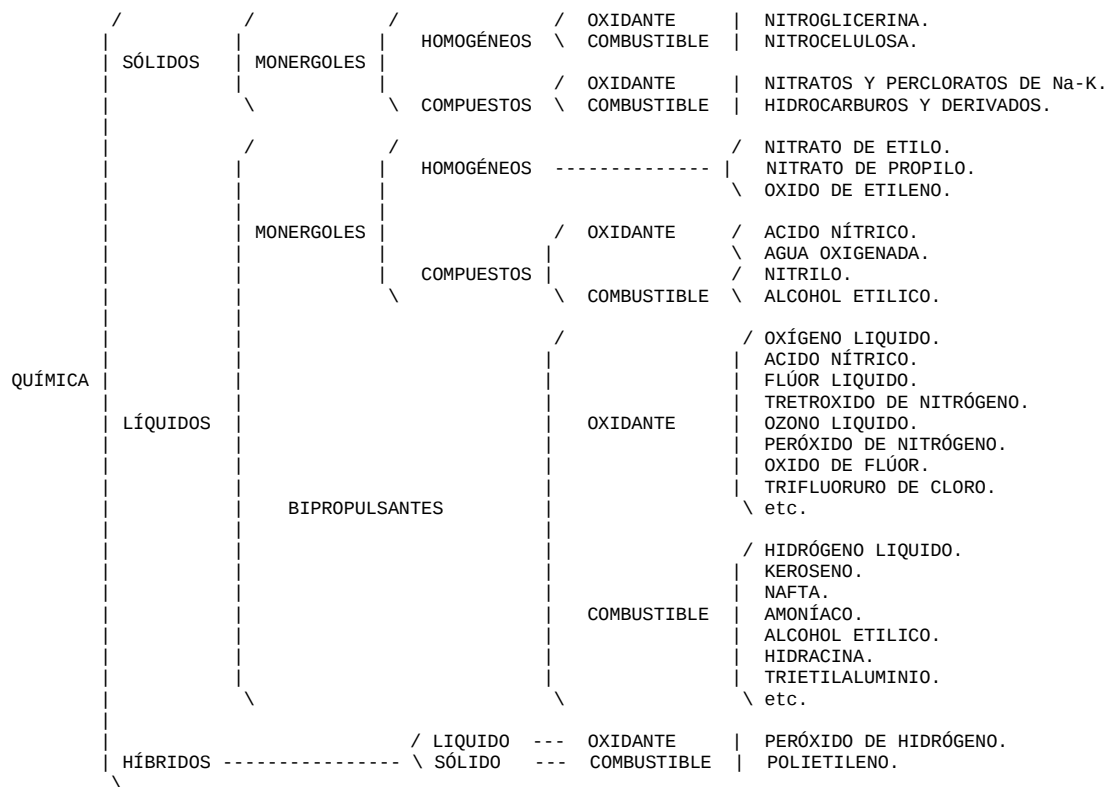 / / / / OXIDANTE | NITROGLICERINA.
| | | HOMOGÉNEOS \ COMBUSTIBLE | NITROCELULOSA.
| SÓLIDOS | MONERGOLES |
| | | / OXIDANTE | NITRATOS Y PERCLORATOS DE Na-K.
| \ \ COMPUESTOS \ COMBUSTIBLE | HIDROCARBUROS Y DERIVADOS.
|
| / / / NITRATO DE ETILO.
| | | HOMOGÉNEOS -------------- | NITRATO DE PROPILO.
| | | \ OXIDO DE ETILENO.
| | |
| | MONERGOLES | / OXIDANTE / ACIDO NÍTRICO.
| | | | \ AGUA OXIGENADA.
| | | COMPUESTOS | / NITRILO.
| | \ \ COMBUSTIBLE \ ALCOHOL ETILICO.
| |
| | / / OXÍGENO LIQUIDO.
| | | | ACIDO NÍTRICO.
QUÍMICA | | | | FLÚOR LIQUIDO.
| | | | TRETROXIDO DE NITRÓGENO.
| LÍQUIDOS | | OXIDANTE | OZONO LIQUIDO.
| | | | PERÓXIDO DE NITRÓGENO.
| | | | OXIDO DE FLÚOR.
| | | | TRIFLUORURO DE CLORO.
| | BIPROPULSANTES | \ etc.
| | |
| | | / HIDRÓGENO LIQUIDO.
| | | | KEROSENO.
| | | | NAFTA.
| | | COMBUSTIBLE | AMONÍACO.
| | | | ALCOHOL ETILICO.
| | | | HIDRACINA.
| | | | TRIETILALUMINIO.
| \ \ \ etc.
|
| / LIQUIDO --- OXIDANTE | PERÓXIDO DE HIDRÓGENO.
| HÍBRIDOS ---------------- \ SÓLIDO --- COMBUSTIBLE | POLIETILENO.
\